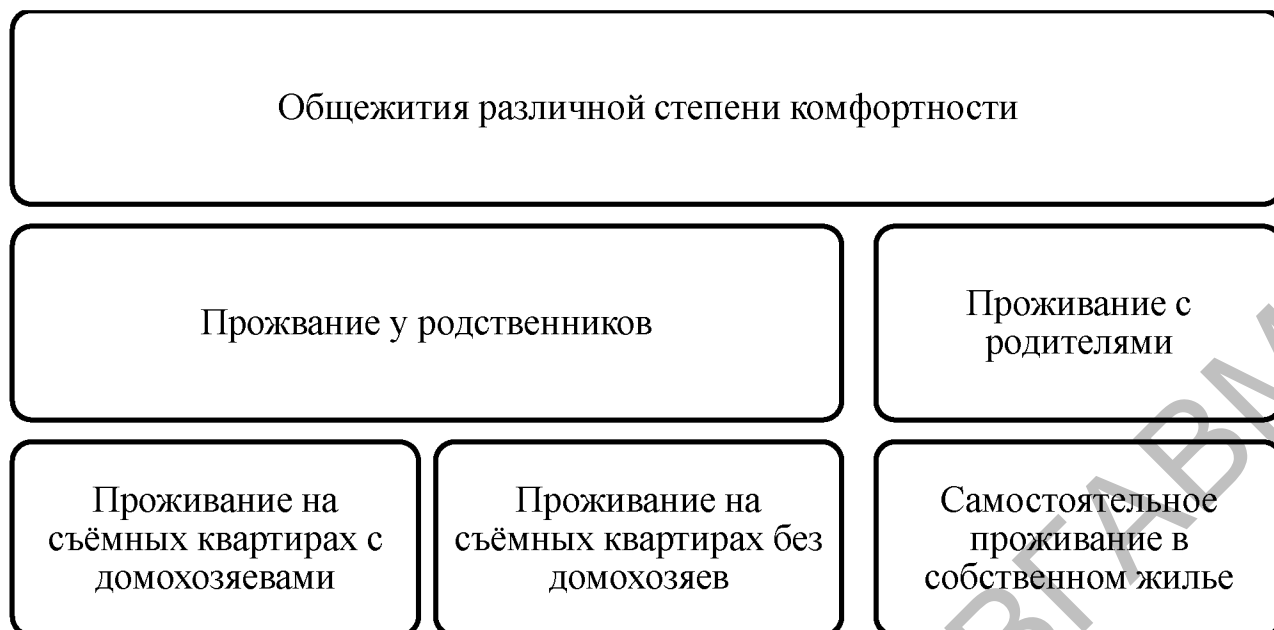 Общежития различной степени комфортности
Прожвание у родственников
Проживание с
родителями
Проживание на
съёмных квартирах с
домохозяевами
Проживание на
съёмных квартирах без
домохозяев
Самостоятельное
проживание в
собственном жилье
ВГАВМ